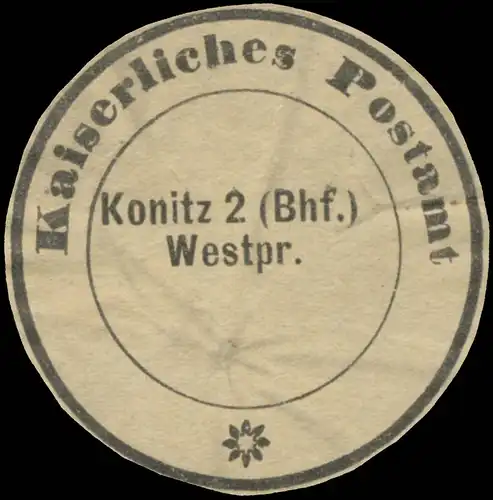 Kaiserliches Postamt
Konitz 2 (Bhf.)
Westpr.